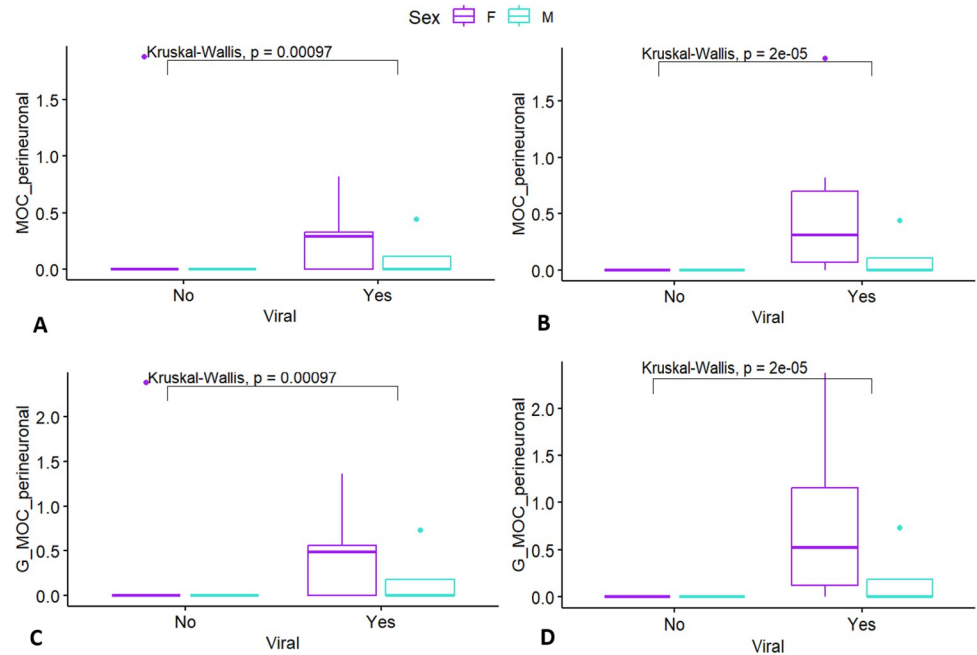 Sex F M
Kruskal-Wallis, p = 0.00097
MOC_perineuronal
1.5
1.0
0.5
0.0
No Yes
Viral
A
Kruskal-Wallis, p = 2e-05
MOC_perineuronal
1.5
1.0
0.5
0.0
No Yes
Viral
B
Kruskal-Wallis, p = 0.00097
G_MOC_perineuronal
2.0
1.5
1.0
0.5
0.0
No Yes
Viral
C
Kruskal-Wallis, p = 2e-05
G_MOC_perineuronal
2.0
1.5
1.0
0.5
0.0
No Yes
Viral
D